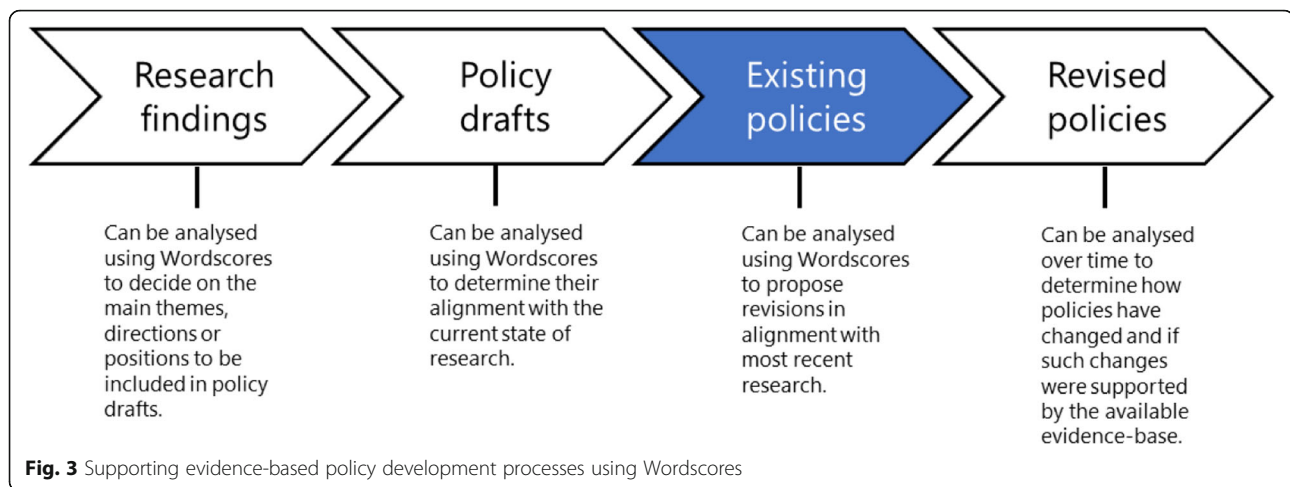 Research
findings
Policy
drafts
Existing
policies
Revised
policies
Can be analysed
using Wordscores
to decide on the
main themes,
directions or
positions to be
included in policy
drafts.
Can be analysed
using Wordscores
to determine their
alignment with the
current state of
research.
Can be analysed
using Wordscores
to propose
revisions in
alignment with
most recent
research.
Can be analysed
over time to
determine how
policies have
changed and if
such changes
were supported
by the available
evidence-base.
Fig. 3 Supporting evidence-based policy development processes using Wordscores